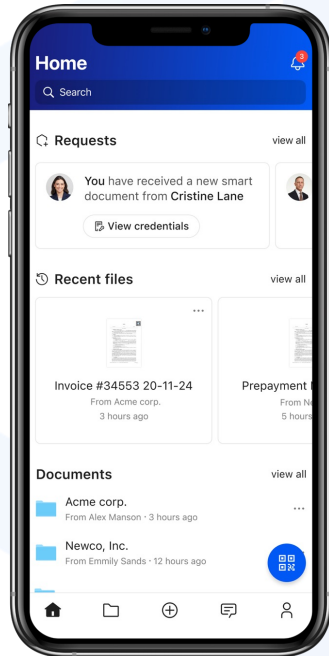 Home
3
Search
Requests
view all
You have received a new smart
document from Cristine Lane
View credentials
Recent files
view all
Invoice #34553 20-11-24
From Acme corp.
3 hours ago
Prepayment
From Ne
5 hours
Documents
view all
Acme corp.
From Alex Manson · 3 hours ago
Newco, Inc.
From Emmily Sands · 12 hours ago